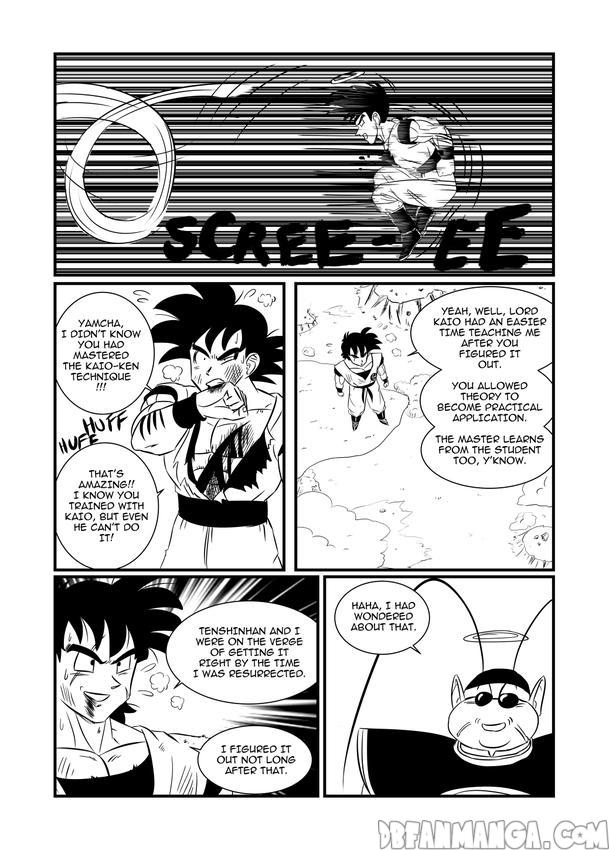 SCREE-EE
YAMCHA,
I DIDN'T KNOW
YOU HAD
MASTERED
THE KAIO-KEN
TECHNIQUE
!!!
HUFF
HUFF
THAT'S
AMAZING!!
I KNOW YOU
TRAINED WITH
KAIO, BUT EVEN
HE CAN'T DO
IT!
YEAH, WELL, LORD
KAIO HAD AN EASIER
TIME TEACHING ME
AFTER YOU
FIGURED IT
OUT.
YOU ALLOWED
THEORY TO
BECOME PRACTICAL
APPLICATION.
THE MASTER LEARNS
FROM THE STUDENT
TOO, Y'KNOW.
TENSHINHAN AND I
WERE ON THE VERGE
OF GETTING IT
RIGHT BY THE TIME
I WAS RESURRECTED.
I FIGURED IT
OUT NOT LONG
AFTER THAT.
HAHA, I HAD
WONDERED
ABOUT THAT.
DBFANMANGA.COM